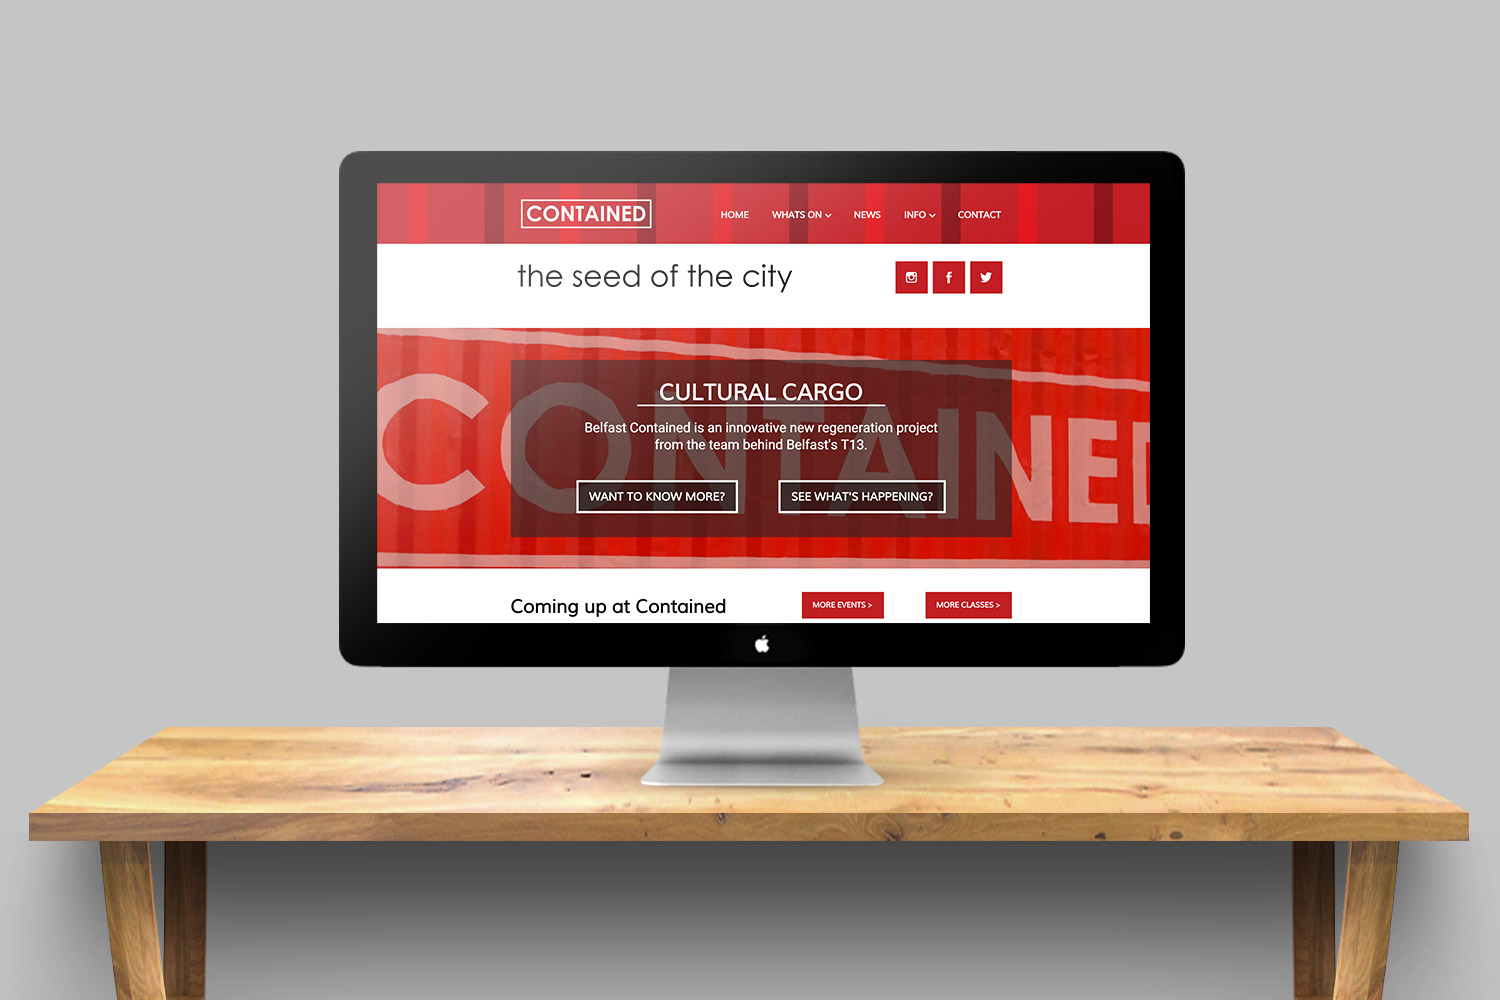 CONTAINED
HOME WHATS ON NEWS INFO CONTACT
the seed of the city
CONTAINED
CULTURAL CARGO
Belfast Contained is an innovative new regeneration project
from the team behind Belfast's T13.
WANT TO KNOW MORE? SEE WHAT'S HAPPENING?
Coming up at Contained MORE EVENTS > MORE CLASSES >